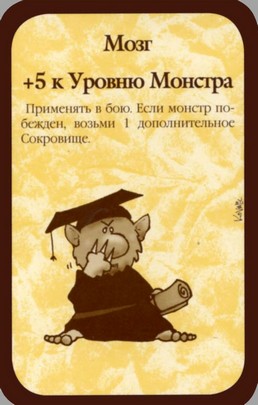 Мозг
+5 к Уровню Монстра
Применять в бою. Если монстр по-
бежден, возьми 1 дополнительное
Сокровище.